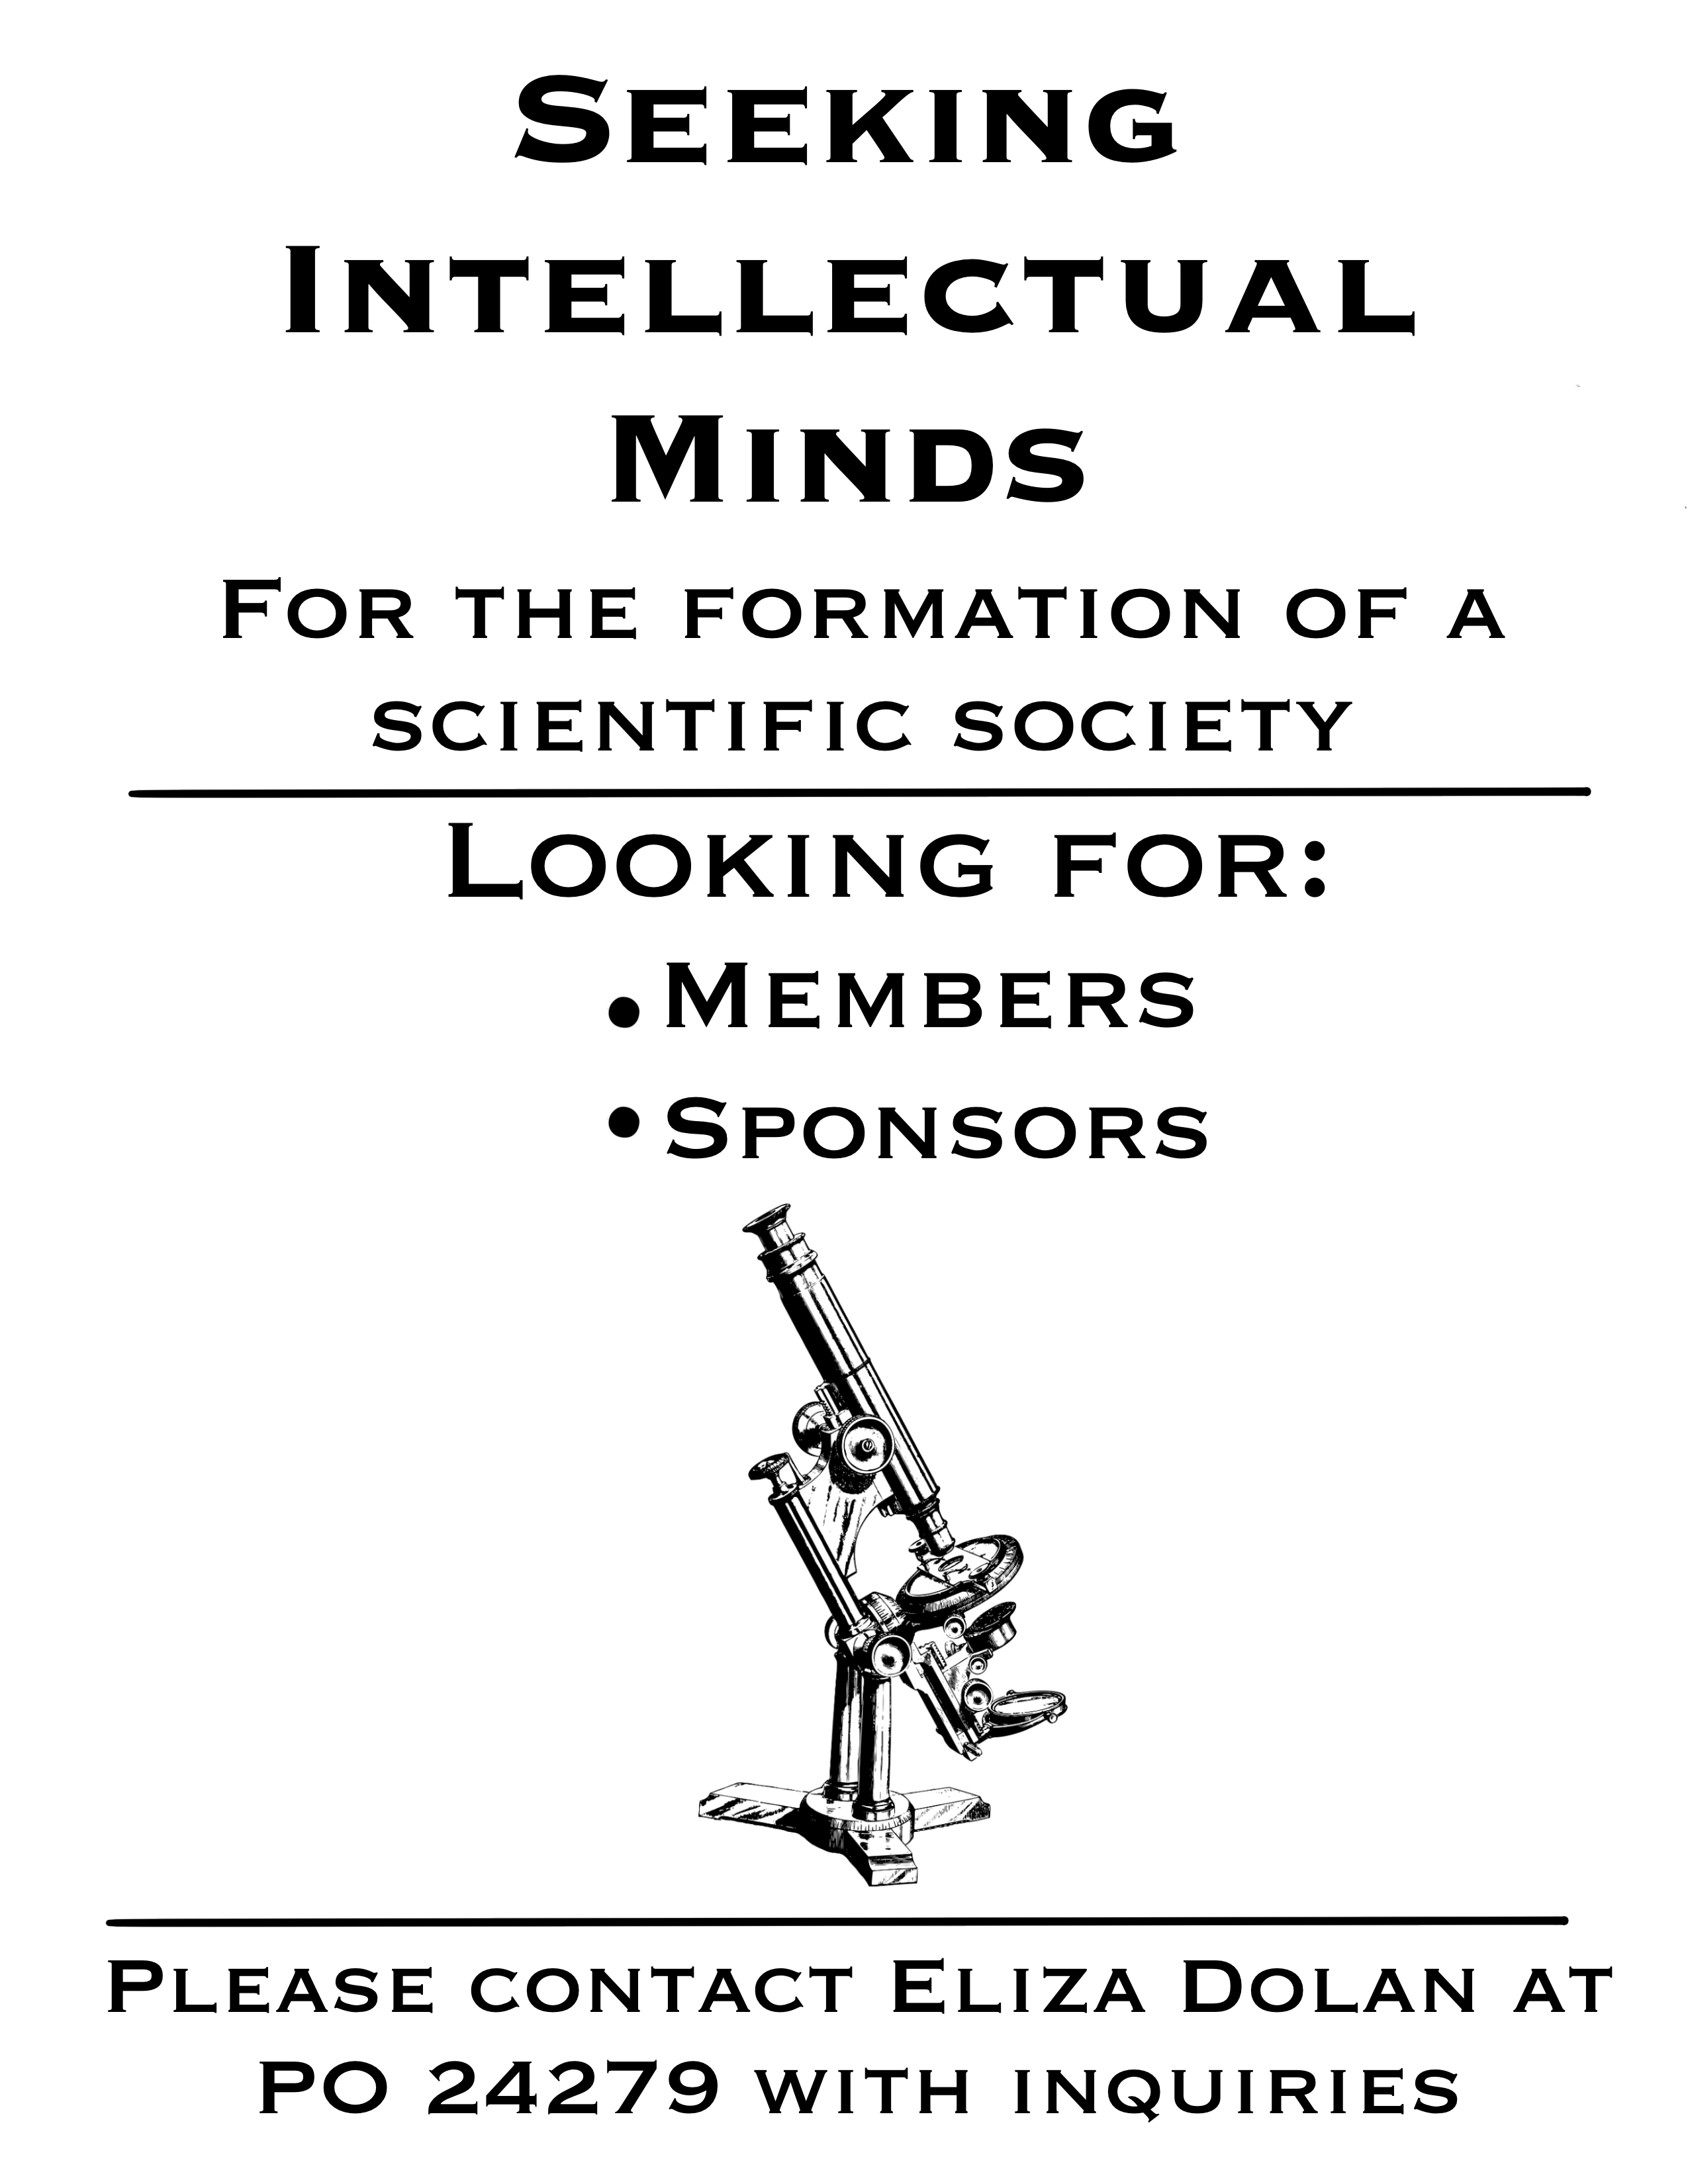 Seeking
Intellectual
Minds
For the formation of a
scientific society
Looking for:
• Members
• Sponsors
Please contact Eliza Dolan at
PO 24279 with inquiries